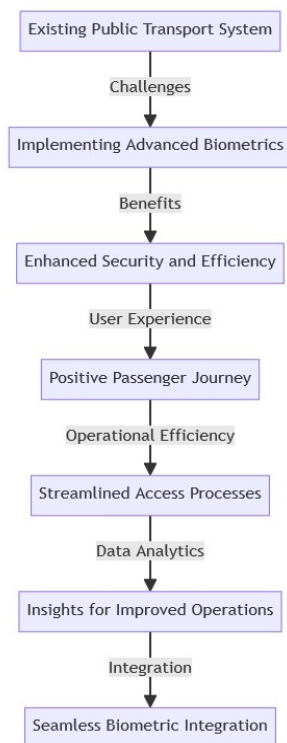 Existing Public Transport System
Challenges
Implementing Advanced Biometrics
Benefits
Enhanced Security and Efficiency
User Experience
Positive Passenger Journey
Operational Efficiency
Streamlined Access Processes
Data Analytics
Insights for Improved Operations
Integration
Seamless Biometric Integration